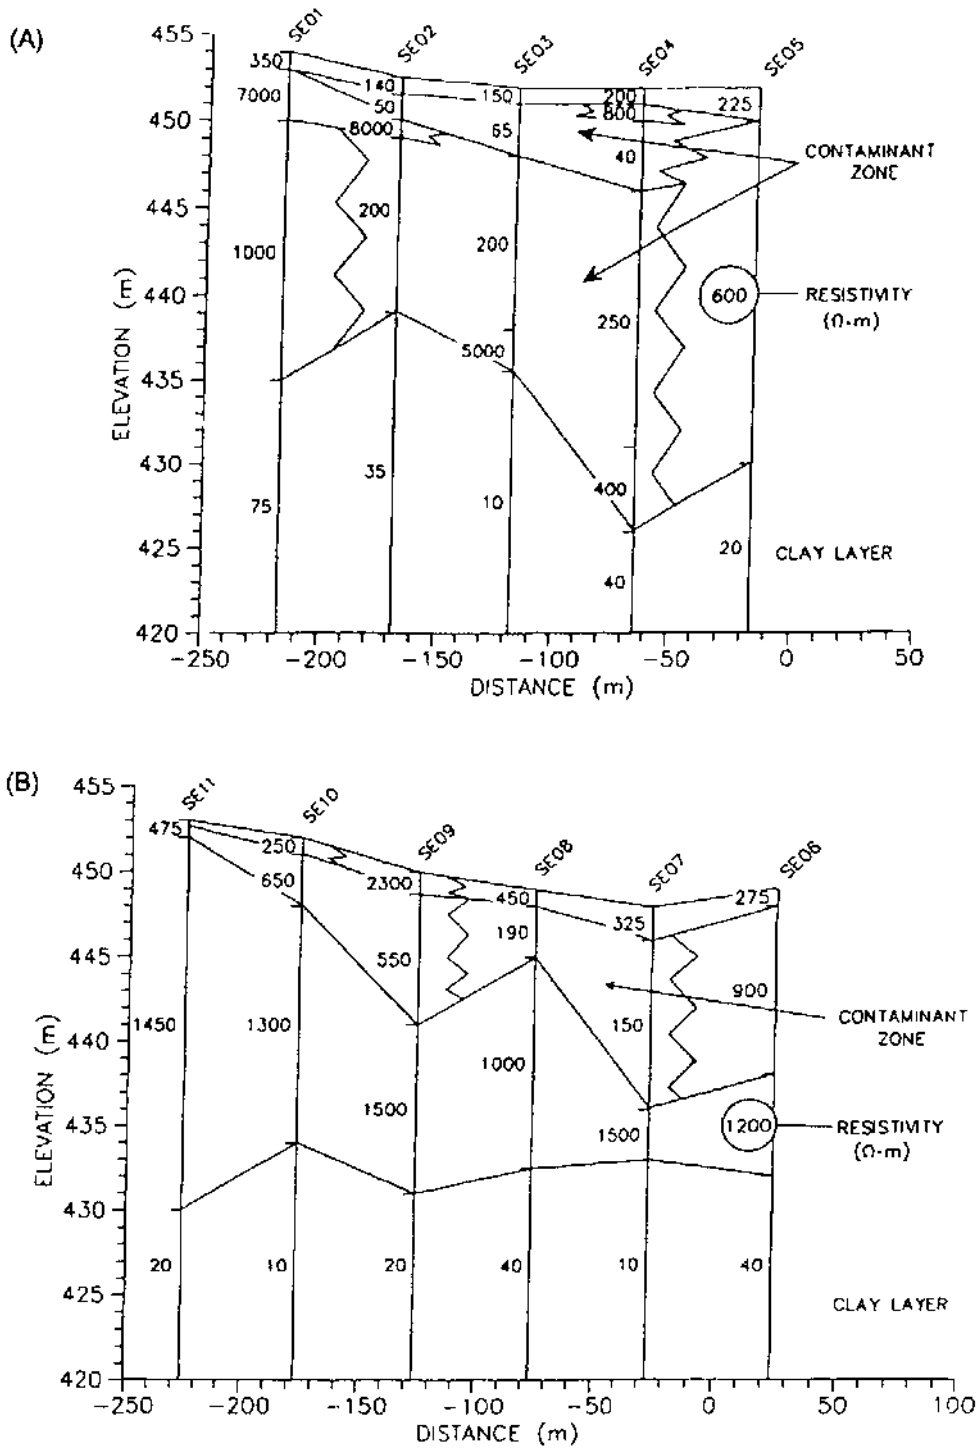 (A)
455
SE01
SE02
SE03
SE04
SE05
350
140
150
200
225
7000
50
800
450
8000
65
40
CONTAMINANT
ZONE
445
200
1000
200
440
600
RESISTIVITY
(Ω-m)
250
5000
435
ELEVATION (m)
430
35
400
75
10
425
20
CLAY LAYER
40
420
-250
-200
-150
-100
-50
0
50
DISTANCE (m)
(B)
455
SE11
SE10
SE09
SE08
SE07
SE06
475
250
450
650
2300
450
275
325
190
445
550
900
1450
1300
150
CONTAMINANT
ZONE
440
1000
1500
435
1500
1200
RESISTIVITY
(Ω-m)
ELEVATION (m)
430
20
10
20
40
10
40
425
CLAY LAYER
420
-250
-200
-150
-100
-50
0
50
100
DISTANCE (m)